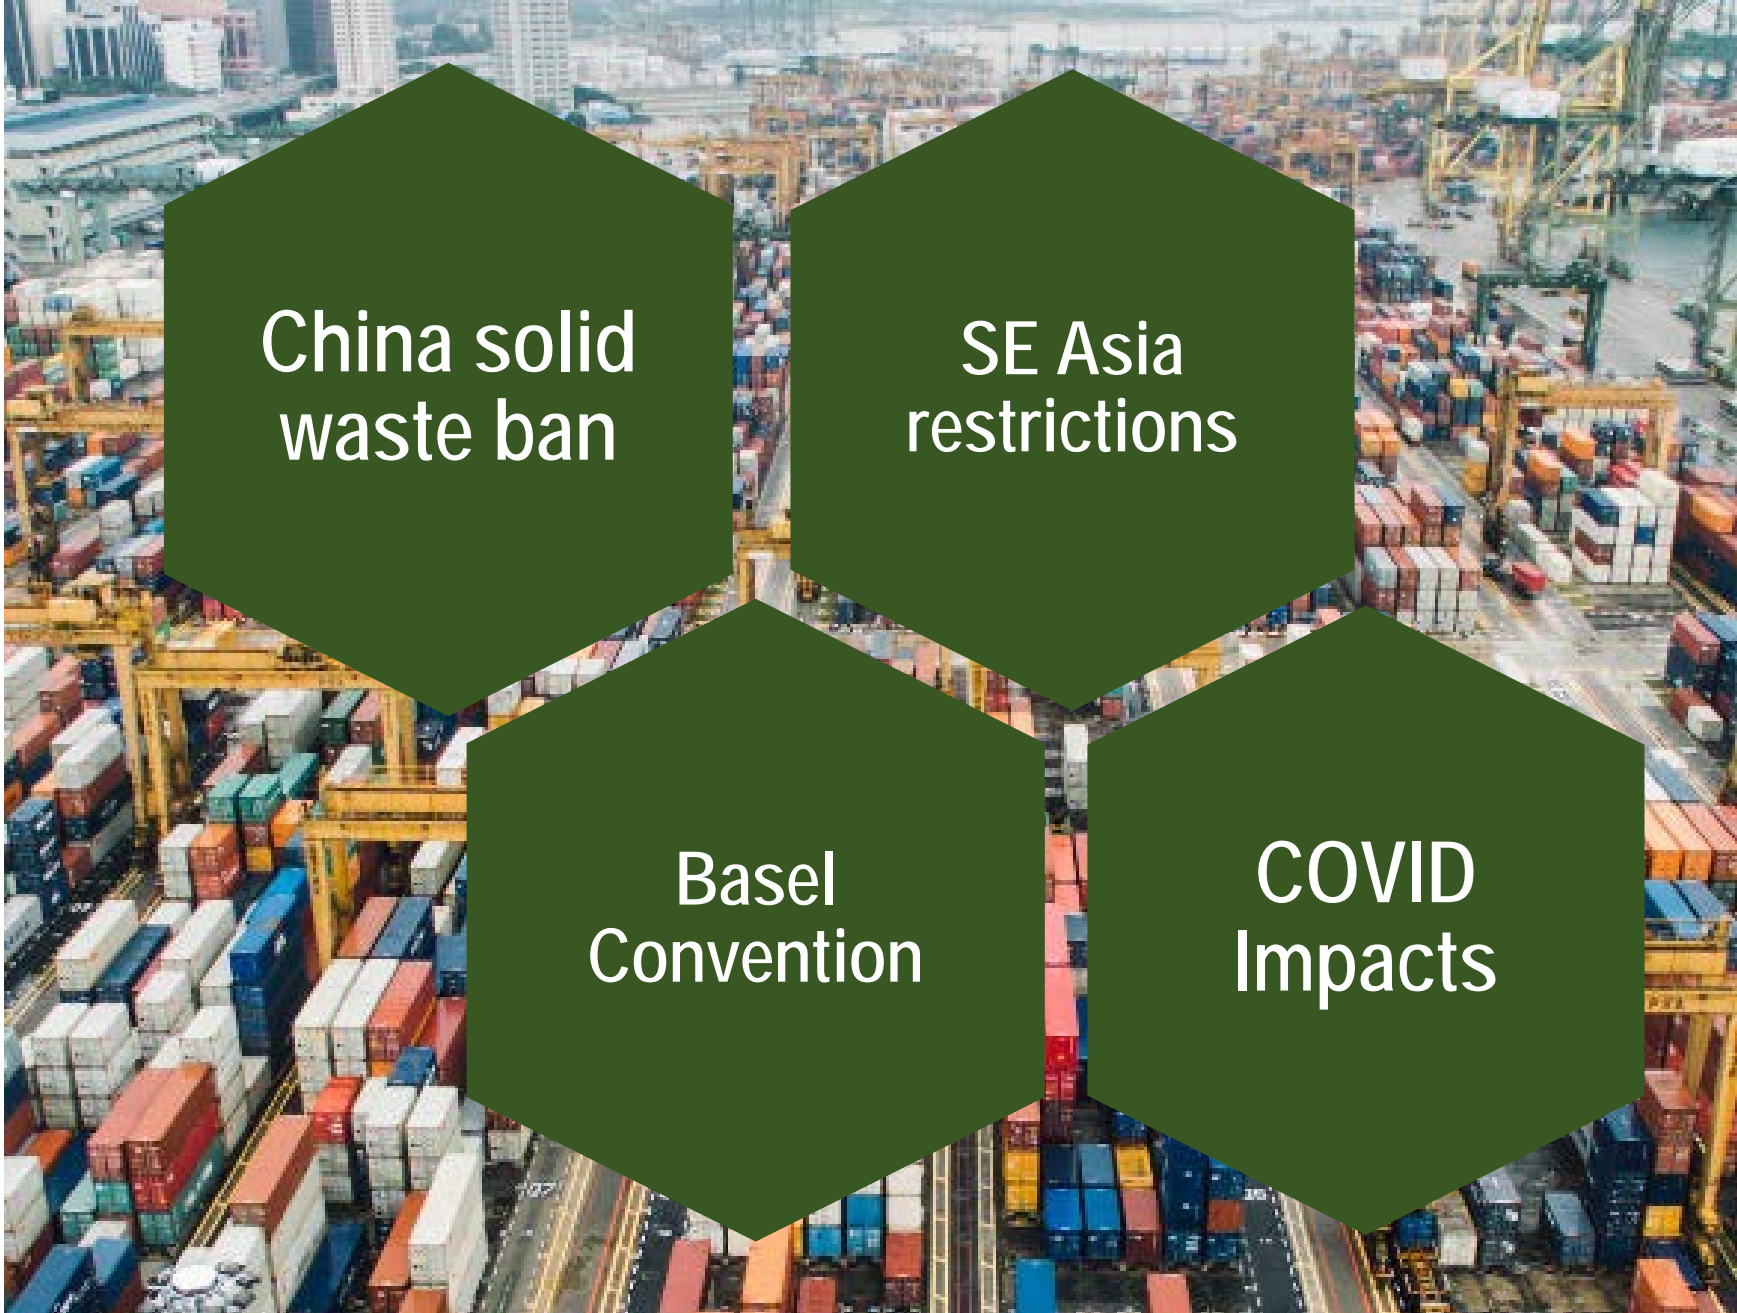 China solid
waste ban
SE Asia
restrictions
Basel
Convention
COVID
Impacts